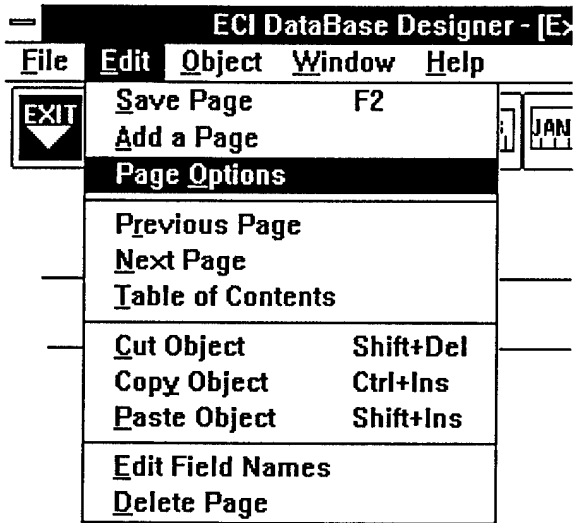 ECI DataBase Designer - [Ex
File Edit Object Window Help
EXIT
JAN
Save Page F2
Add a Page
Page Options
Previous Page
Next Page
Table of Contents
Cut Object Shift+Del
Copy Object Ctrl+Ins
Paste Object Shift+Ins
Edit Field Names
Delete Page